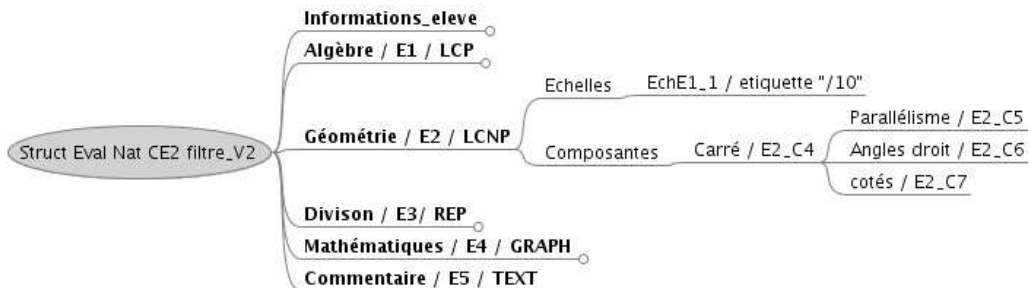 Struct Eval Nat CE2 filtre_V2
Informations_eleve
Algèbre / E1 / LCP
Géométrie / E2 / LCNP
Echelles
EchE1_1 / etiquette "/10"
Composantes
Carré / E2_C4
Parallélisme / E2_C5
Angles droit / E2_C6
cotés / E2_C7
Divison / E3/ REP
Mathématiques / E4 / GRAPH
Commentaire / E5 / TEXT